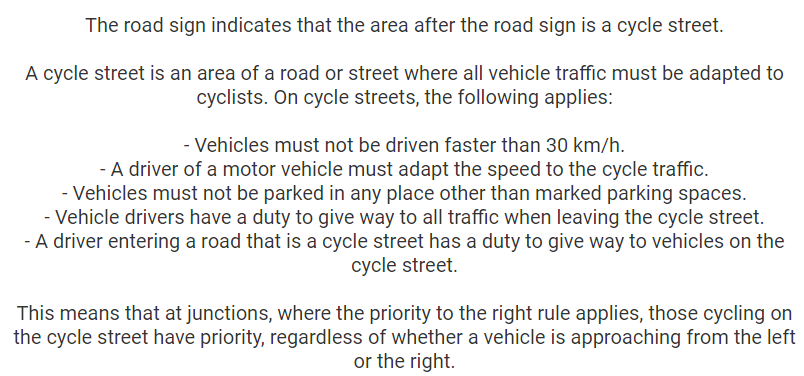 The road sign indicates that the area after the road sign is a cycle street.
A cycle street is an area of a road or street where all vehicle traffic must be adapted to
cyclists. On cycle streets, the following applies:
- Vehicles must not be driven faster than 30 km/h.
- A driver of a motor vehicle must adapt the speed to the cycle traffic.
- Vehicles must not be parked in any place other than marked parking spaces.
- Vehicle drivers have a duty to give way to all traffic when leaving the cycle street.
- A driver entering a road that is a cycle street has a duty to give way to vehicles on the
cycle street.
This means that at junctions, where the priority to the right rule applies, those cycling on
the cycle street have priority, regardless of whether a vehicle is approaching from the left
or the right.